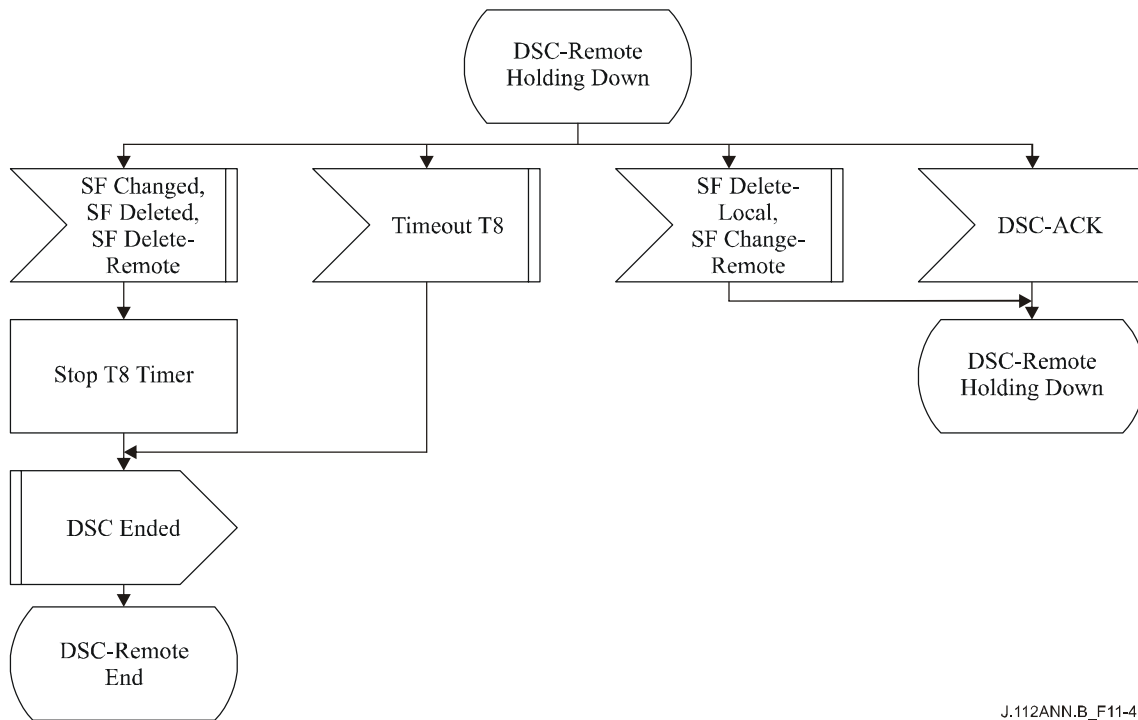 DSC-Remote
Holding Down
SF Changed,
SF Deleted,
SF Delete-
Remote
Timeout T8
SF Delete-
Local,
SF Change-
Remote
DSC-ACK
Stop T8 Timer
DSC-Remote
Holding Down
DSC Ended
DSC-Remote
End
J.112ANN.B_F11-4